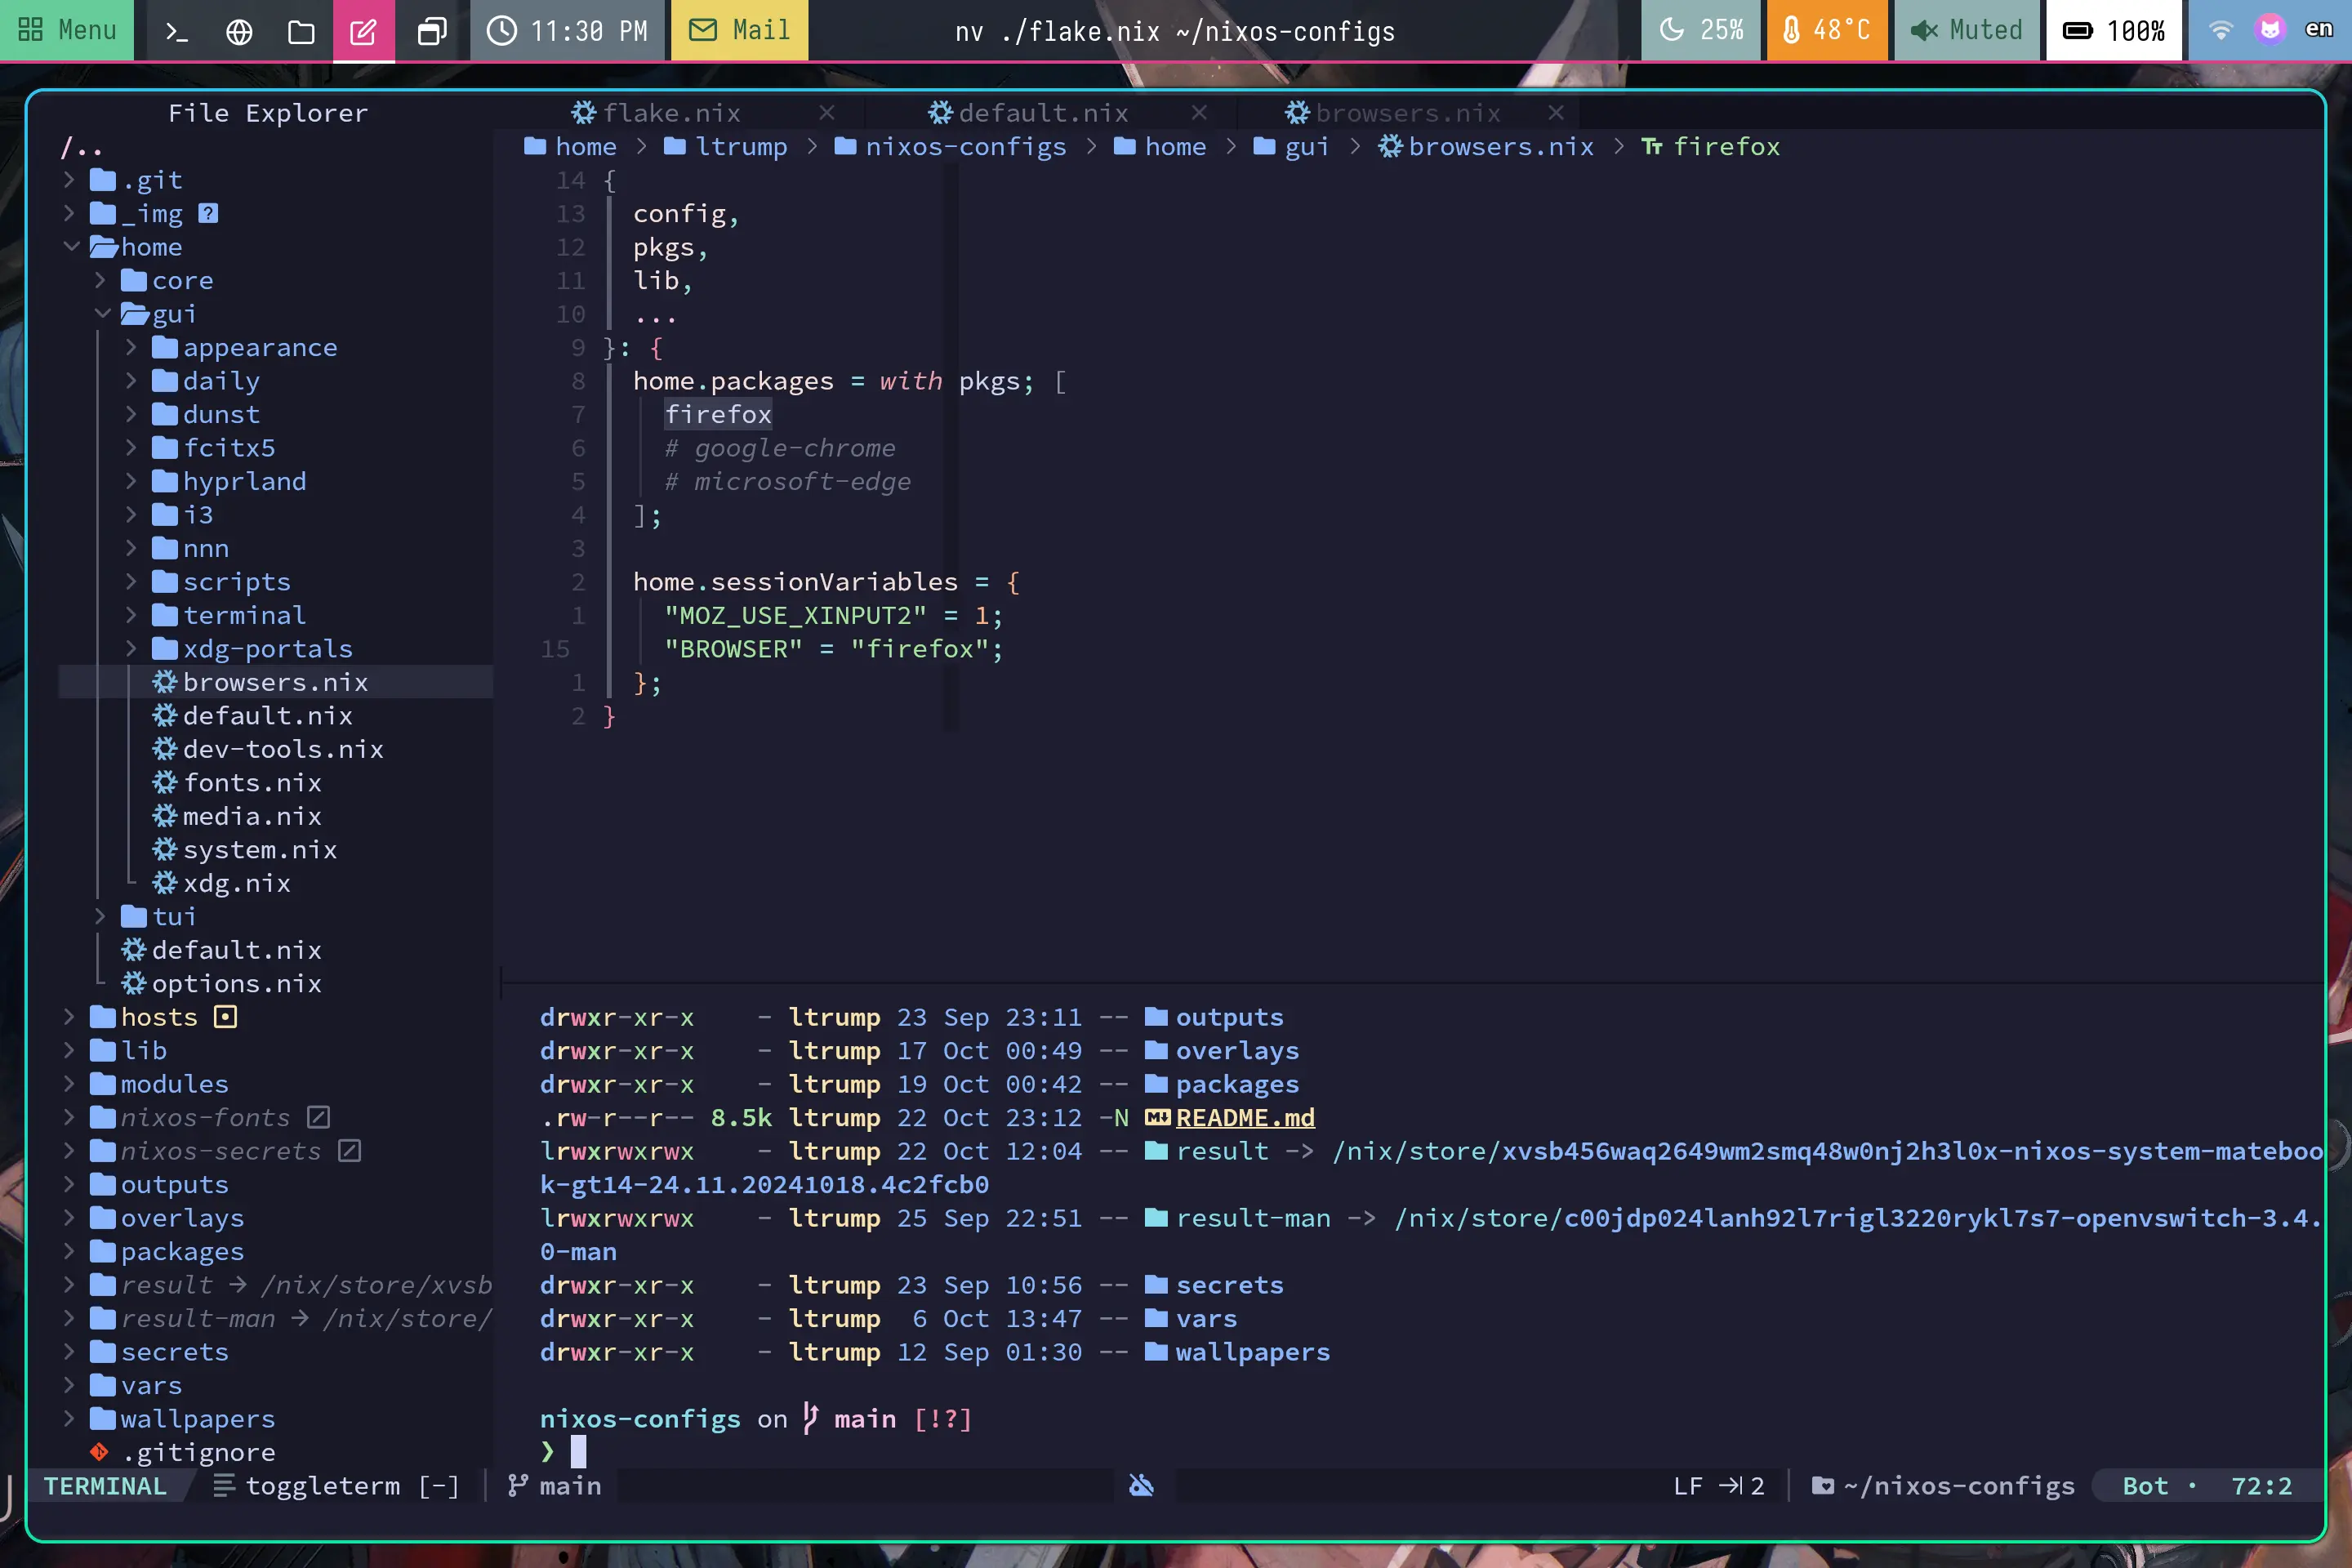 Menu 11:30 PM Mail nv ./flake.nix ~/nixos-configs 25% 48°C Muted 100% en
File Explorer
/..
.git
_img ?
home
core
gui
appearance
daily
dunst
fcitx5
hyprland
i3
nnn
scripts
terminal
xdg-portals
browsers.nix
default.nix
dev-tools.nix
fonts.nix
media.nix
system.nix
xdg.nix
tui
default.nix
options.nix
hosts
lib
modules
nixos-fonts
nixos-secrets
outputs
overlays
packages
result → /nix/store/xvsb
result-man → /nix/store/
secrets
vars
wallpapers
.gitignore
flake.nix × default.nix × browsers.nix ×
home > ltrump > nixos-configs > home > gui > browsers.nix > firefox
14 {
13 config,
12 pkgs,
11 lib,
10 ...
9 }: {
8 home.packages = with pkgs; [
7 firefox
6 # google-chrome
5 # microsoft-edge
4 ];
3
2 home.sessionVariables = {
1 "MOZ_USE_XINPUT2" = 1;
15 "BROWSER" = "firefox";
1 };
2 }
drwxr-xr-x - ltrump 23 Sep 23:11 -- outputs
drwxr-xr-x - ltrump 17 Oct 00:49 -- overlays
drwxr-xr-x - ltrump 19 Oct 00:42 -- packages
.rw-r--r-- 8.5k ltrump 22 Oct 23:12 -N README.md
lrwxrwxrwx - ltrump 22 Oct 12:04 -- result -> /nix/store/xvsb456waq2649wm2smq48w0nj2h3l0x-nixos-system-mateboo
k-gt14-24.11.20241018.4c2fcb0
lrwxrwxrwx - ltrump 25 Sep 22:51 -- result-man -> /nix/store/c00jdp024lanh92l7rigl3220rykl7s7-openvswitch-3.4.
0-man
drwxr-xr-x - ltrump 23 Sep 10:56 -- secrets
drwxr-xr-x - ltrump 6 Oct 13:47 -- vars
drwxr-xr-x - ltrump 12 Sep 01:30 -- wallpapers
nixos-configs on main [!?]
❯
TERMINAL toggleterm [-] main LF →| 2 ~/nixos-configs Bot · 72:2